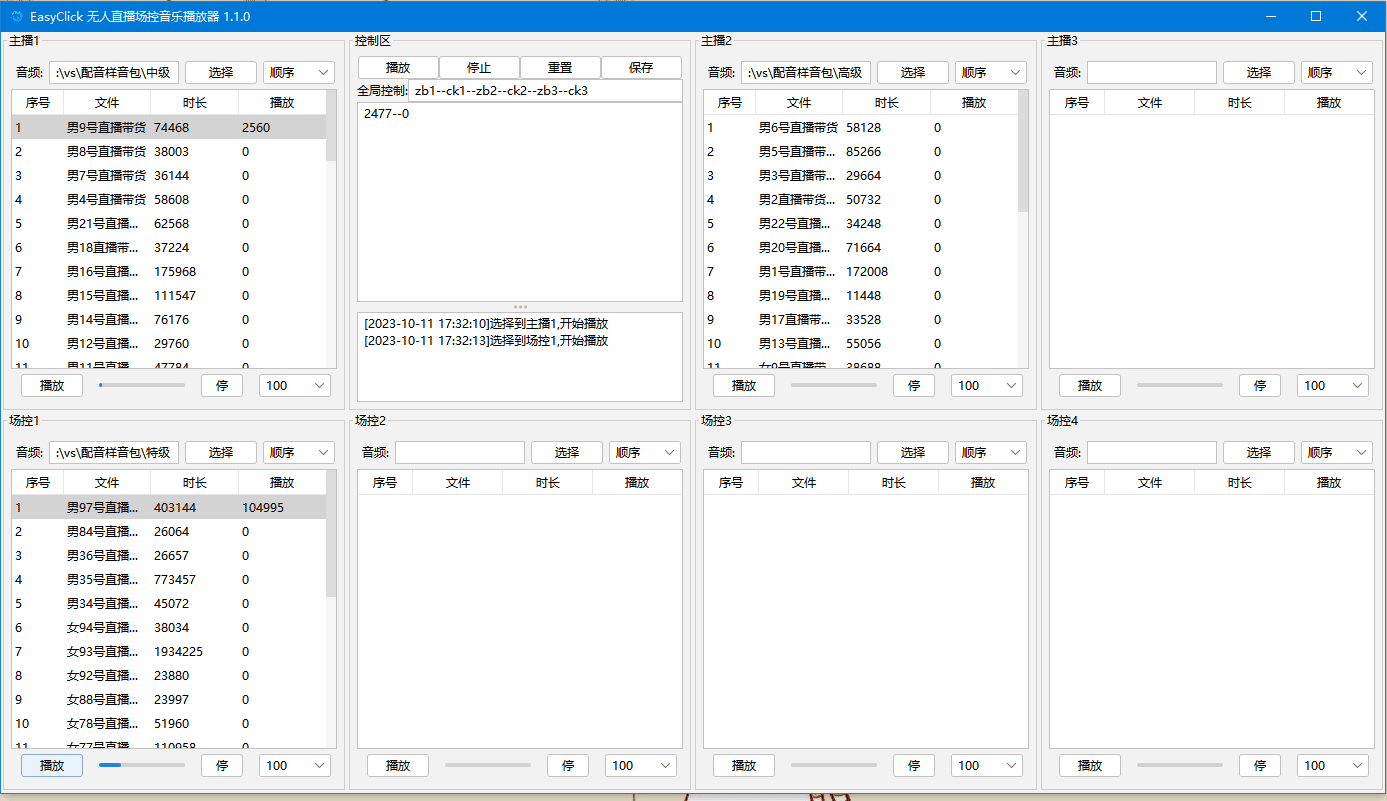 EasyClick 无人直播场控音乐播放器 1.1.0
主播1
音频: :\vs\配音样音包\中级 选择 顺序
序号 文件 时长 播放
1 男9号直播带货 74468 2560
2 男8号直播带货 38003 0
3 男7号直播带货 36144 0
4 男4号直播带货 58608 0
5 男21号直播... 62568 0
6 男18直播带... 37224 0
7 男16号直播... 175968 0
8 男15号直播... 111547 0
9 男14号直播... 76176 0
10 男12号直播... 29760 0
11 男11号直播... 47784 0
播放 停 100
控制区
播放 停止 重置 保存
全局控制: zb1--ck1--zb2--ck2--zb3--ck3
2477--0
[2023-10-11 17:32:10]选择到主播1,开始播放
[2023-10-11 17:32:13]选择到场控1,开始播放
主播2
音频: :\vs\配音样音包\高级 选择 顺序
序号 文件 时长 播放
1 男6号直播带货 58128 0
2 男5号直播带... 85266 0
3 男3号直播带... 29664 0
4 男2直播带货... 50732 0
5 男22号直播... 34248 0
6 男20号直播... 71664 0
7 男1号直播带... 172008 0
8 男19号直播... 11448 0
9 男17直播带... 33528 0
10 男13号直播... 55056 0
11 女9号直播带... 38688 0
播放 停 100
主播3
音频: 选择 顺序
序号 文件 时长 播放
播放 停 100
场控1
音频: :\vs\配音样音包\特级 选择 顺序
序号 文件 时长 播放
1 男97号直播... 403144 104995
2 男84号直播... 26064 0
3 男36号直播... 26657 0
4 男35号直播... 773457 0
5 男34号直播... 45072 0
6 女94号直播... 38034 0
7 女93号直播... 1934225 0
8 女92号直播... 23880 0
9 女88号直播... 23997 0
10 女78号直播... 51960 0
11 女77号直播... 110958 0
播放 停 100
场控2
音频: 选择 顺序
序号 文件 时长 播放
播放 停 100
场控3
音频: 选择 顺序
序号 文件 时长 播放
播放 停 100
场控4
音频: 选择 顺序
序号 文件 时长 播放
播放 停 100